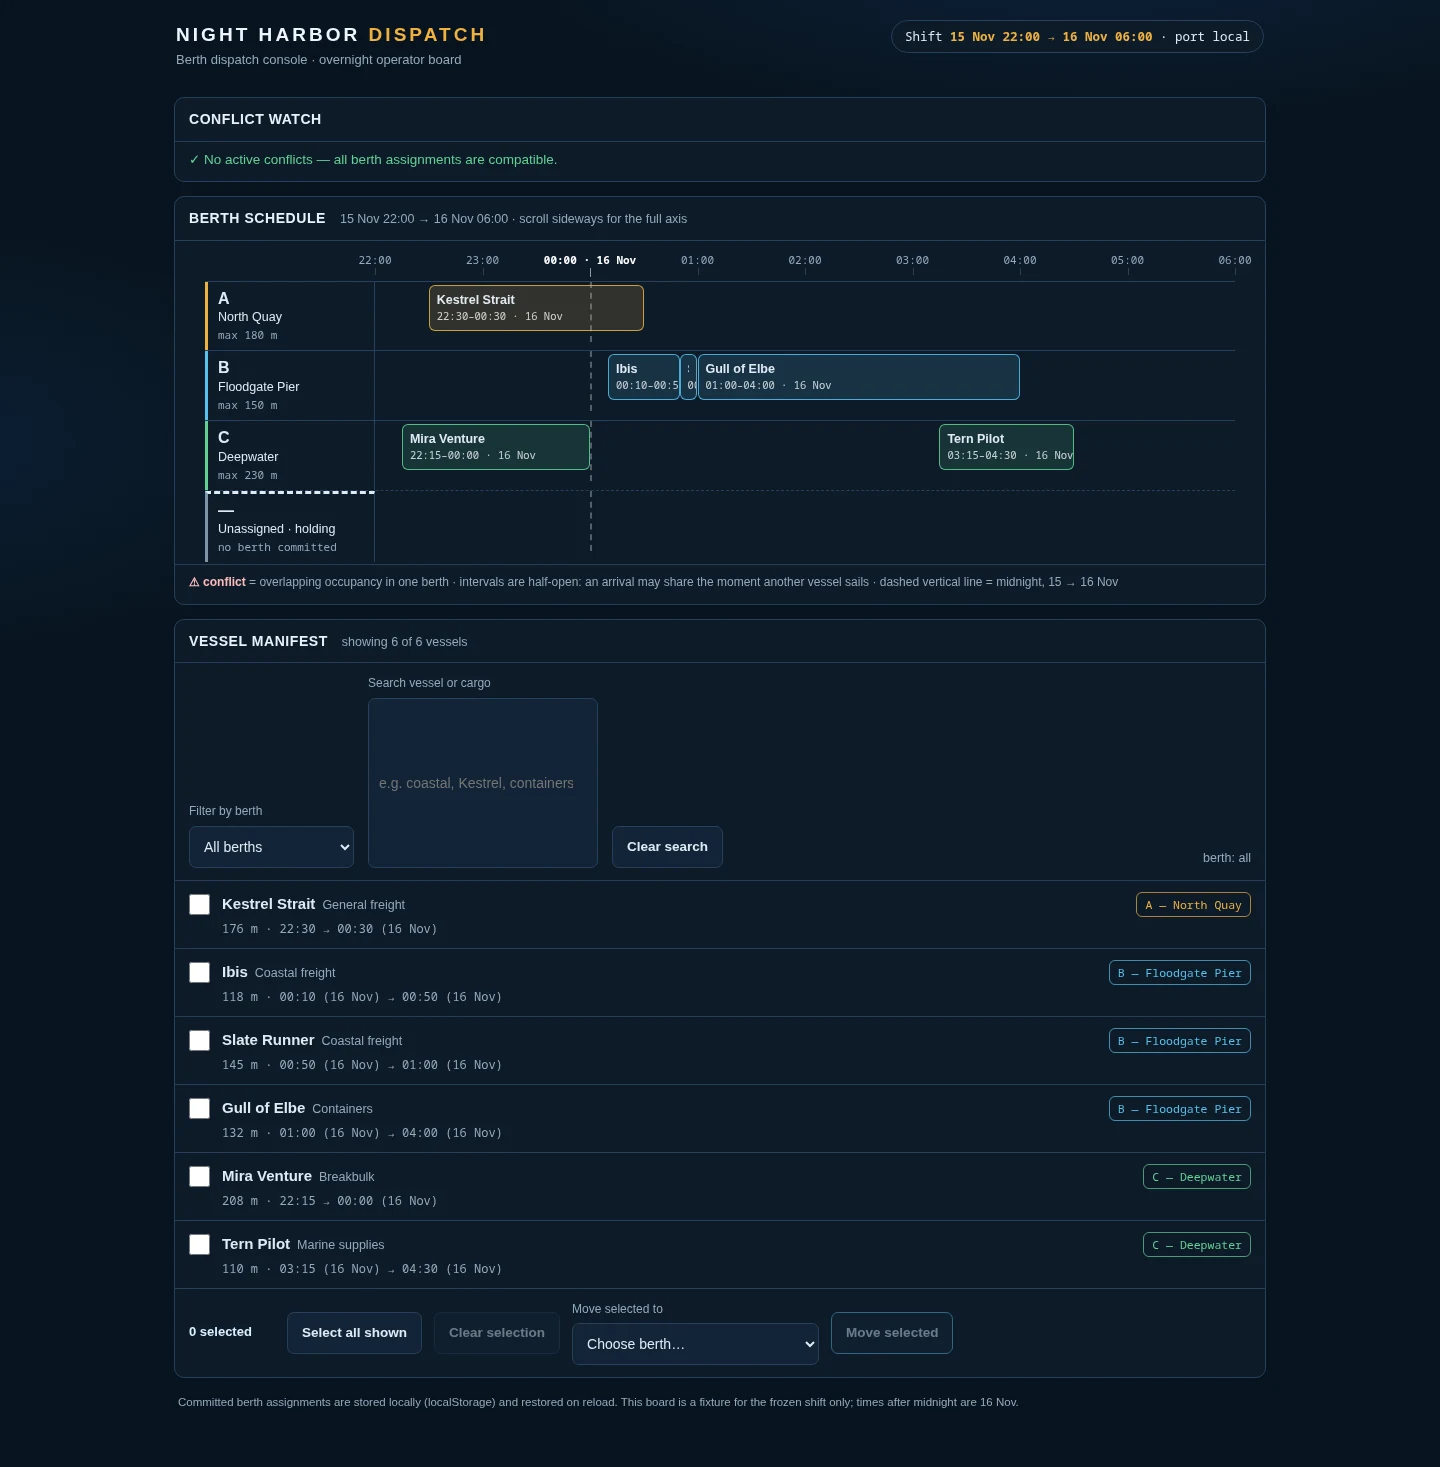 NIGHT HARBOR DISPATCH
Berth dispatch console · overnight operator board
Shift 15 Nov 22:00 → 16 Nov 06:00 · port local
CONFLICT WATCH
✓ No active conflicts — all berth assignments are compatible.
BERTH SCHEDULE 15 Nov 22:00 → 16 Nov 06:00 · scroll sideways for the full axis
22:00 23:00 00:00 · 16 Nov 01:00 02:00 03:00 04:00 05:00 06:00
A
North Quay
max 180 m
Kestrel Strait
22:30–00:30 · 16 Nov
B
Floodgate Pier
max 150 m
Ibis
00:10–00:5
Gull of Elbe
01:00–04:00 · 16 Nov
C
Deepwater
max 230 m
Mira Venture
22:15–00:00 · 16 Nov
Tern Pilot
03:15–04:30 · 16 Nov
—
Unassigned · holding
no berth committed
⚠ conflict = overlapping occupancy in one berth · intervals are half-open: an arrival may share the moment another vessel sails · dashed vertical line = midnight, 15 → 16 Nov
VESSEL MANIFEST showing 6 of 6 vessels
Filter by berth
All berths
Search vessel or cargo
e.g. coastal, Kestrel, containers
Clear search
berth: all
Kestrel Strait General freight
176 m · 22:30 → 00:30 (16 Nov)
A — North Quay
Ibis Coastal freight
118 m · 00:10 (16 Nov) → 00:50 (16 Nov)
B — Floodgate Pier
Slate Runner Coastal freight
145 m · 00:50 (16 Nov) → 01:00 (16 Nov)
B — Floodgate Pier
Gull of Elbe Containers
132 m · 01:00 (16 Nov) → 04:00 (16 Nov)
B — Floodgate Pier
Mira Venture Breakbulk
208 m · 22:15 → 00:00 (16 Nov)
C — Deepwater
Tern Pilot Marine supplies
110 m · 03:15 (16 Nov) → 04:30 (16 Nov)
C — Deepwater
0 selected
Select all shown
Clear selection
Move selected to
Choose berth…
Move selected
Committed berth assignments are stored locally (localStorage) and restored on reload. This board is a fixture for the frozen shift only; times after midnight are 16 Nov.